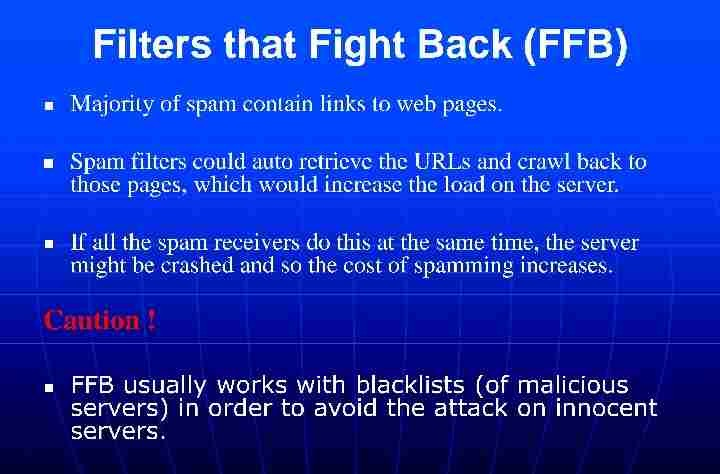 Filters that Fight Back (FFB)
Majority of spam contain links to web pages.
Spam filters could auto retrieve the URLs and crawl back to
those pages, which would increase the load on the server.
If all the spam receivers do this at the same time, the server
might be crashed and so the cost of spamming increases.
Caution !
FFB usually works with blacklists (of malicious
servers) in order to avoid the attack on innocent
servers.